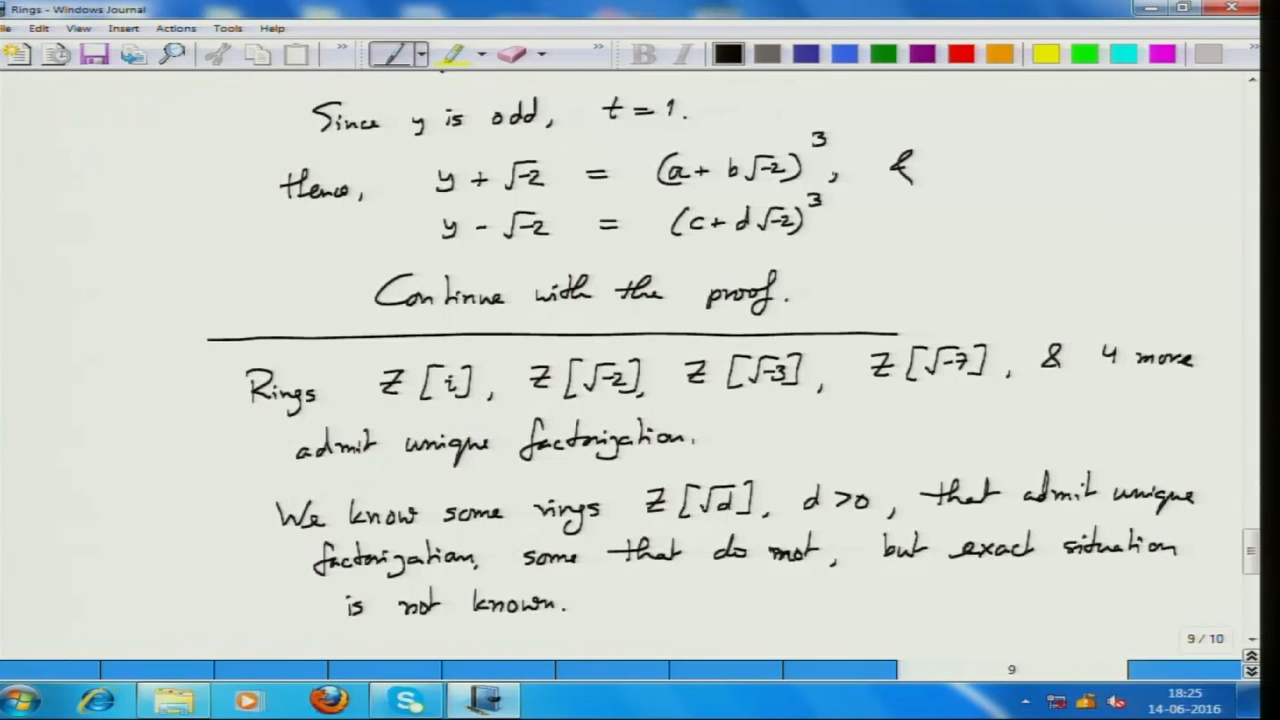 Rings - Windows Journal
File Edit View Insert Actions Tools Help
Since y is odd, t = 1.
Hence, y + √-2 = (a + b√-2)³, &
y - √-2 = (c + d√-2)³
Continue with the proof.
Rings Z[i], Z[√-2], Z[√-3], Z[√-7], & 4 more
admit unique factorization.
We know some rings Z[√d], d>0, that admit unique
factorization, some that do not, but exact situation
is not known.
9 / 10
9
18:25
14-06-2016